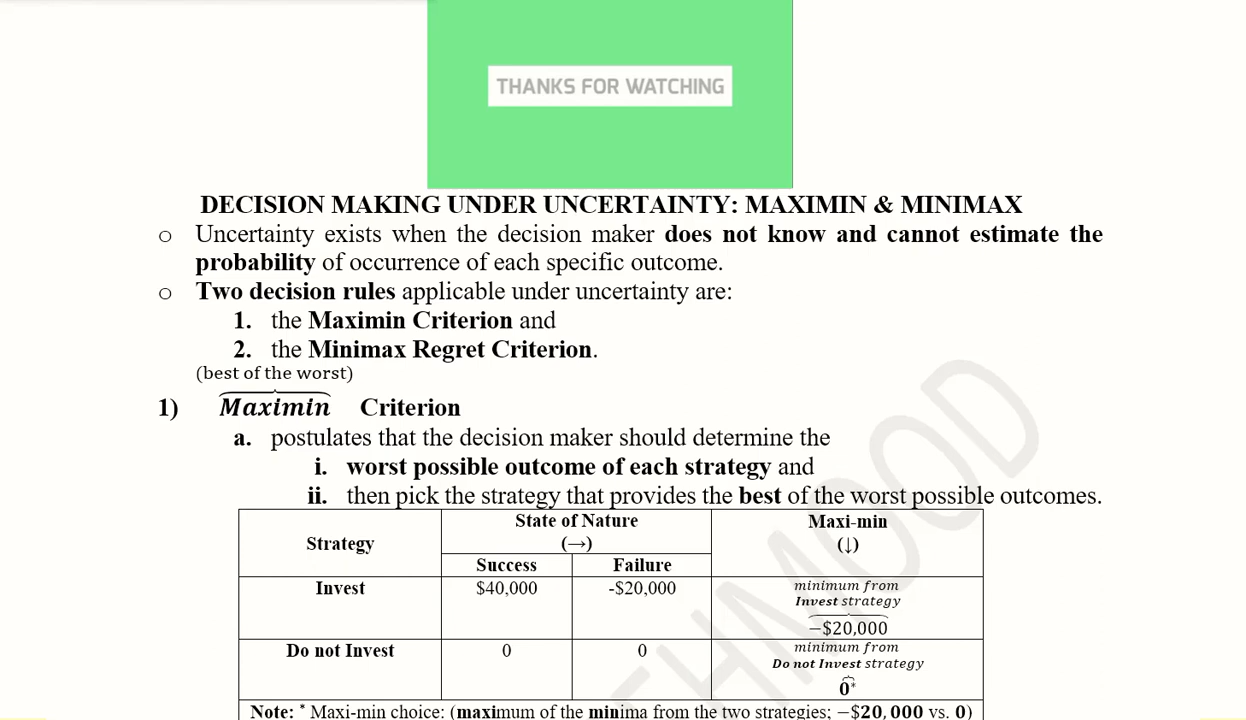 THANKS FOR WATCHING
DECISION MAKING UNDER UNCERTAINTY: MAXIMIN & MINIMAX
o Uncertainty exists when the decision maker does not know and cannot estimate the
probability of occurrence of each specific outcome.
o Two decision rules applicable under uncertainty are:
1. the Maximin Criterion and
2. the Minimax Regret Criterion.
(best of the worst)
1) Maximin Criterion
a. postulates that the decision maker should determine the
i. worst possible outcome of each strategy and
ii. then pick the strategy that provides the best of the worst possible outcomes.
Strategy
State of Nature
(→)
Maxi-min
(↓)
Success
Failure
Invest
$40,000
-$20,000
minimum from
Invest strategy
−$20,000
Do not Invest
0
0
minimum from
Do not Invest strategy
0*
Note: * Maxi-min choice: (maximum of the minima from the two strategies; −$20,000 vs. 0)